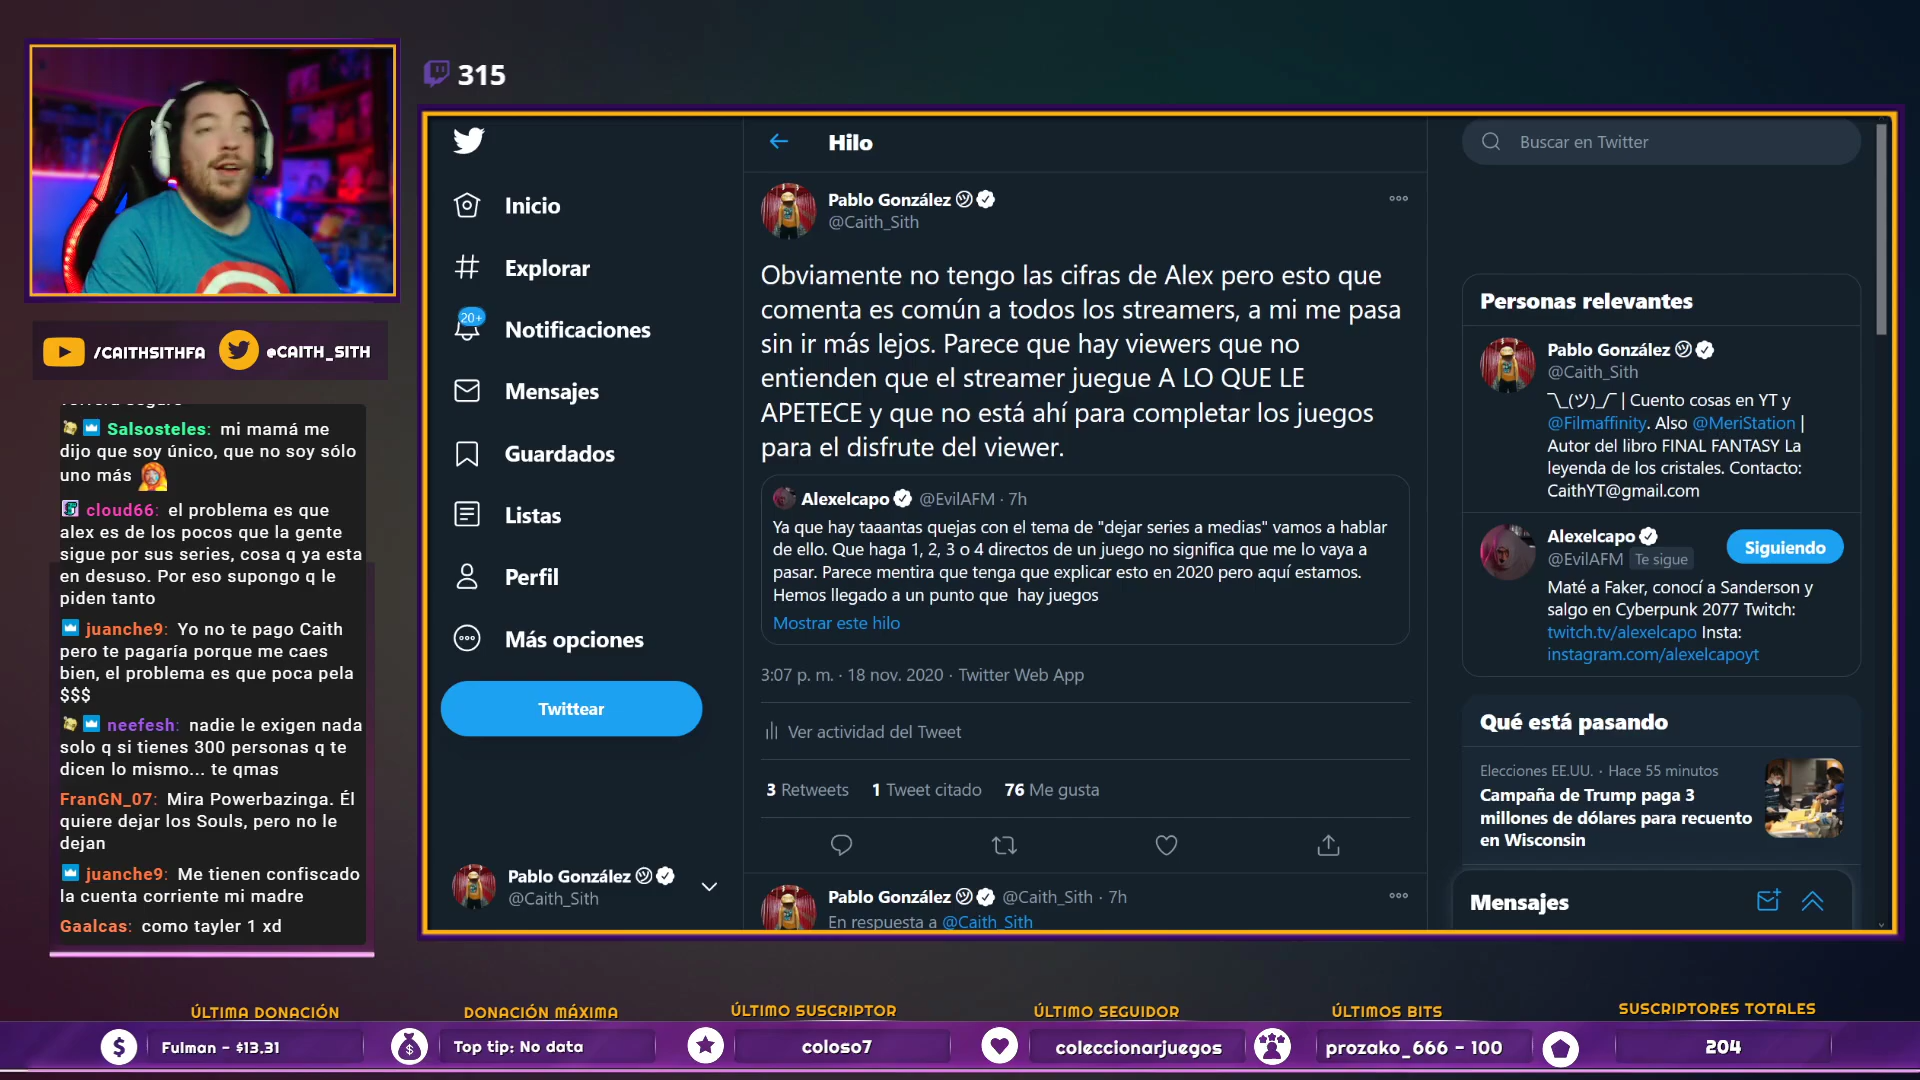 315
/CAITHSITHFA
@CAITH_SITH
Salsosteles: mi mamá me
dijo que soy único, que no soy sólo
uno más
cloud66: el problema es que
alex es de los pocos que la gente
sigue por sus series, cosa q ya esta
en desuso. Por eso supongo q le
piden tanto
juanche9: Yo no te pago Caith
pero te pagaría porque me caes
bien, el problema es que poca pela
$$$
neefesh: nadie le exigen nada
solo q si tienes 300 personas q te
dicen lo mismo... te qmas
FranGN_07: Mira Powerbazinga. Él
quiere dejar los Souls, pero no le
dejan
juanche9: Me tienen confiscado
la cuenta corriente mi madre
Gaalcas: como tayler 1 xd
Inicio
Explorar
20+
Notificaciones
Mensajes
Guardados
Listas
Perfil
Más opciones
Twittear
Pablo González
@Caith_Sith
Hilo
Pablo González
@Caith_Sith
Obviamente no tengo las cifras de Alex pero esto que
comenta es común a todos los streamers, a mi me pasa
sin ir más lejos. Parece que hay viewers que no
entienden que el streamer juegue A LO QUE LE
APETECE y que no está ahí para completar los juegos
para el disfrute del viewer.
Alexelcapo @EvilAFM · 7h
Ya que hay taaantas quejas con el tema de "dejar series a medias" vamos a hablar
de ello. Que haga 1, 2, 3 o 4 directos de un juego no significa que me lo vaya a
pasar. Parece mentira que tenga que explicar esto en 2020 pero aquí estamos.
Hemos llegado a un punto que hay juegos
Mostrar este hilo
3:07 p. m. · 18 nov. 2020 · Twitter Web App
Ver actividad del Tweet
3 Retweets 1 Tweet citado 76 Me gusta
Pablo González @Caith_Sith · 7h
En respuesta a @Caith_Sith
Buscar en Twitter
Personas relevantes
Pablo González
@Caith_Sith
¯\_(ツ)_/¯ | Cuento cosas en YT y
@Filmaffinity. Also @MeriStation |
Autor del libro FINAL FANTASY La
leyenda de los cristales. Contacto:
CaithYT@gmail.com
Alexelcapo
@EvilAFM Te sigue
Siguiendo
Maté a Faker, conocí a Sanderson y
salgo en Cyberpunk 2077 Twitch:
twitch.tv/alexelcapo Insta:
instagram.com/alexelcapoyt
Qué está pasando
Elecciones EE.UU. · Hace 55 minutos
Campaña de Trump paga 3
millones de dólares para recuento
en Wisconsin
Mensajes
ÚLTIMA DONACIÓN
Fulman - $13.31
DONACIÓN MÁXIMA
Top tip: No data
ÚLTIMO SUSCRIPTOR
coloso7
ÚLTIMO SEGUIDOR
coleccionarjuegos
ÚLTIMOS BITS
prozako_666 - 100
SUSCRIPTORES TOTALES
204